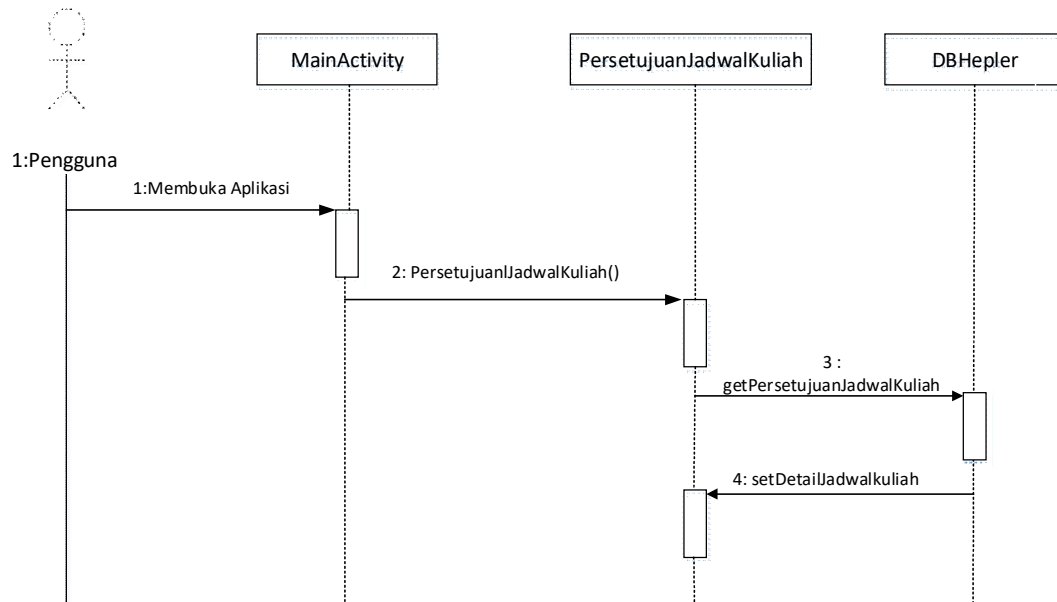 MainActivity
PersetujuanJadwalKuliah
DBHepler
1:Pengguna
1:Membuka Aplikasi
2: PersetujuanlJadwalKuliah()
3 :
getPersetujuanJadwalKuliah
4: setDetailJadwalkuliah